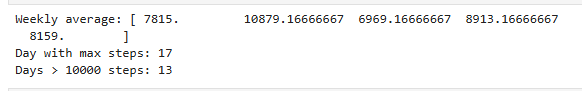 Weekly average: [ 7815.         10879.16666667  6969.16666667  8913.16666667
  8159.        ]
Day with max steps: 17
Days > 10000 steps: 13